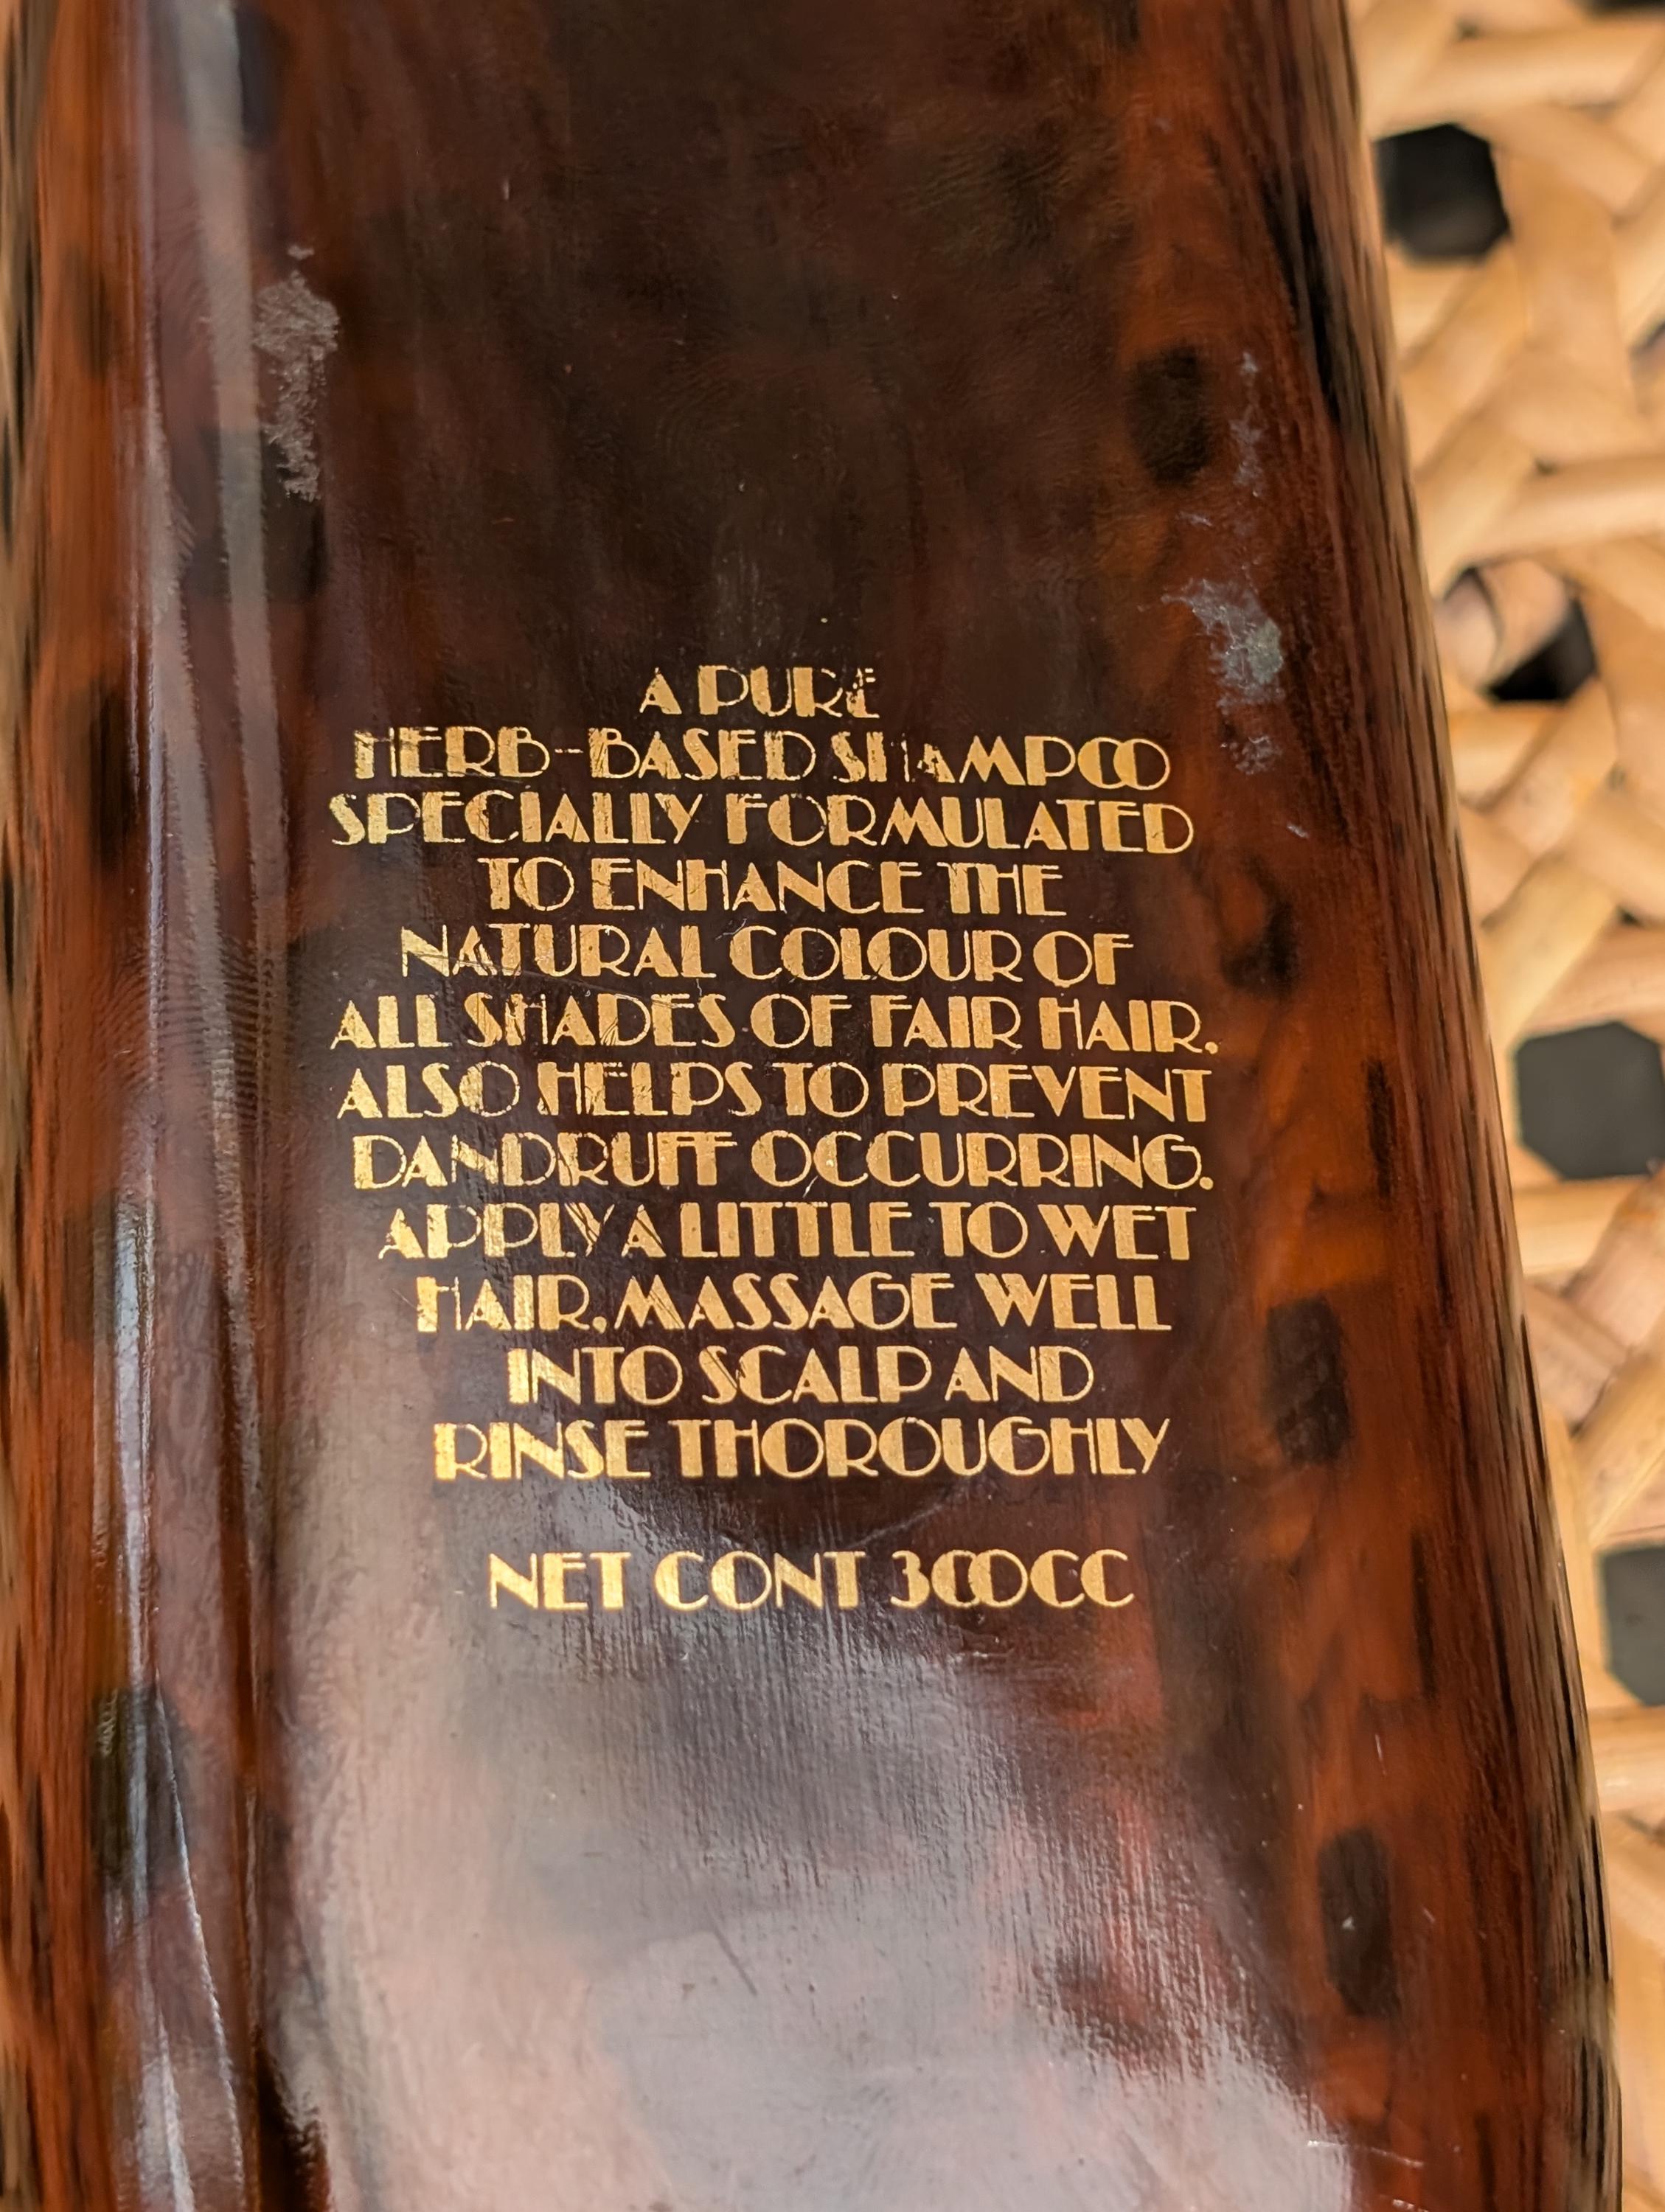 A PURE
HERB-BASED SHAMPOO
SPECIALLY FORMULATED
TO ENHANCE THE
NATURAL COLOUR OF
ALL SHADES OF FAIR HAIR.
ALSO HELPS TO PREVENT
DANDRUFF OCCURRING.
APPLY A LITTLE TO WET
HAIR. MASSAGE WELL
INTO SCALP AND
RINSE THOROUGHLY
NET CONT 300CC